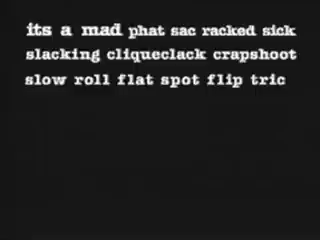 its a mad phat sac racked sick
slacking cliqueclack crapshoot
slow roll flat spot flip tric